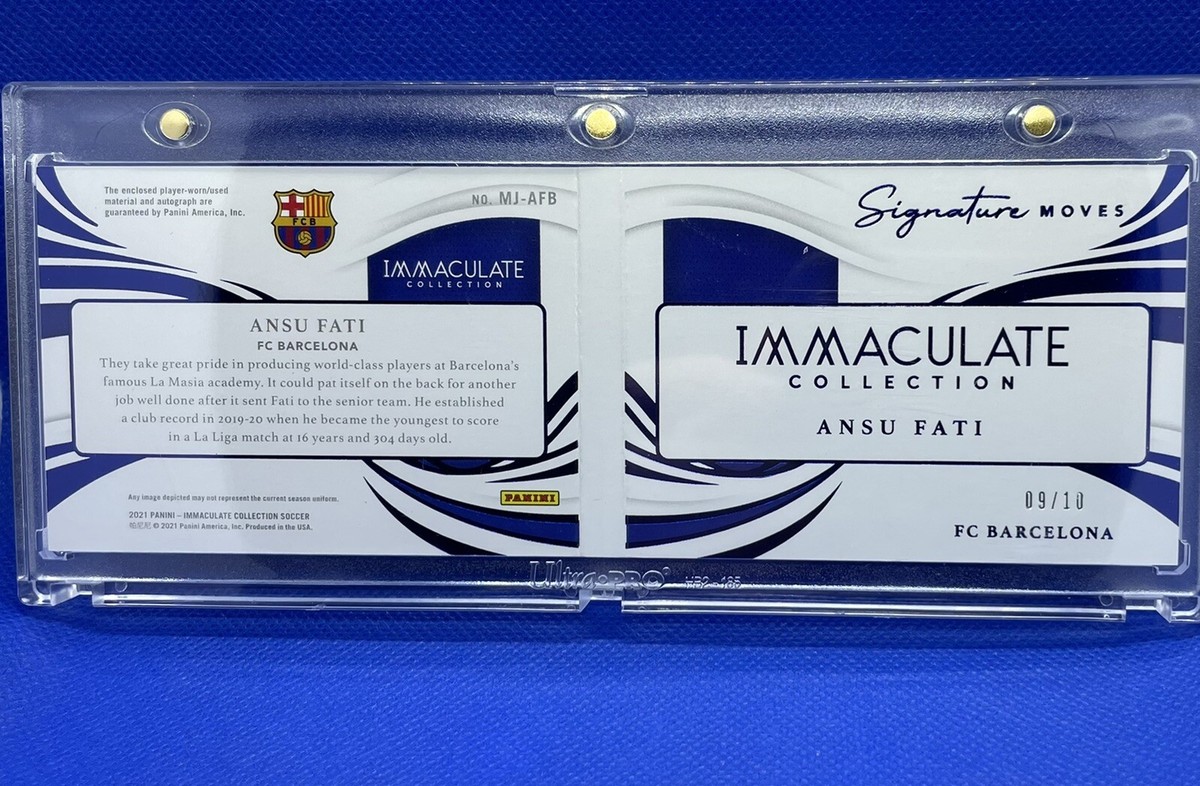 The enclosed player-worn/used
material and autograph are
guaranteed by Panini America, Inc.
FCB
NO. MJ-AFB
IMMACULATE
COLLECTION
ANSU FATI
FC BARCELONA
They take great pride in producing world-class players at Barcelona's
famous La Masia academy. It could pat itself on the back for another
job well done after it sent Fati to the senior team. He established
a club record in 2019-20 when he became the youngest to score
in a La Liga match at 16 years and 304 days old.
Any image depicted may not represent the current season uniform.
2021 PANINI – IMMACULATE COLLECTION SOCCER
帕尼尼 © 2021 Panini America, Inc. Produced in the USA.
PANINI
Signature MOVES
IMMACULATE
COLLECTION
ANSU FATI
09/10
FC BARCELONA
Ultra·PRO